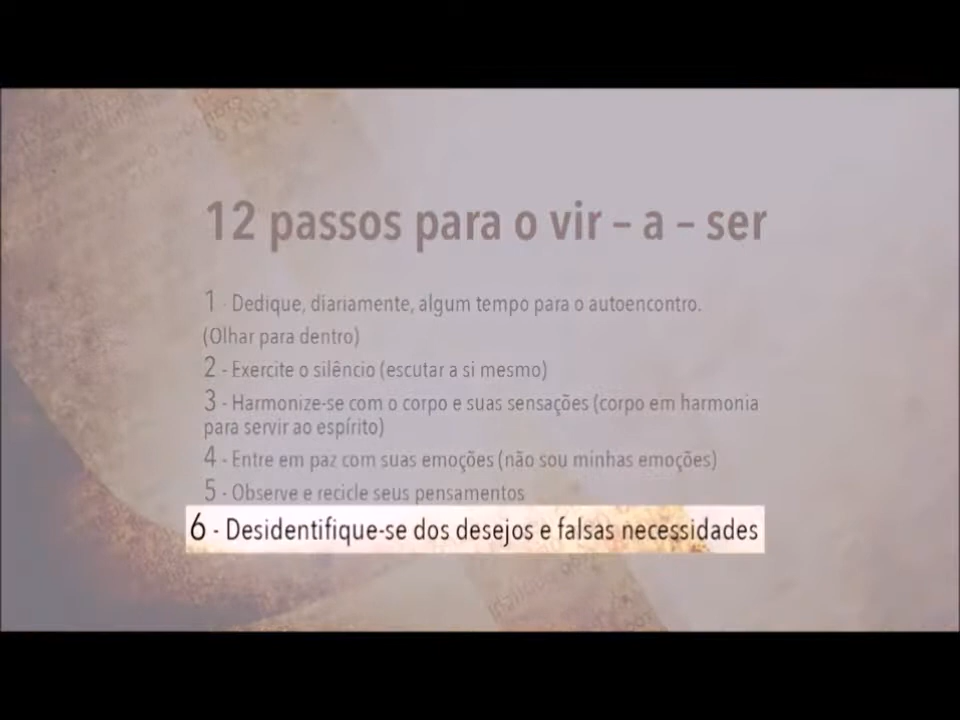 12 passos para o vir – a – ser
1 - Dedique, diariamente, algum tempo para o autoencontro.
(Olhar para dentro)
2 - Exercite o silêncio (escutar a si mesmo)
3 - Harmonize-se com o corpo e suas sensações (corpo em harmonia
para servir ao espírito)
4 - Entre em paz com suas emoções (não sou minhas emoções)
5 - Observe e recicle seus pensamentos
6 - Desidentifique-se dos desejos e falsas necessidades